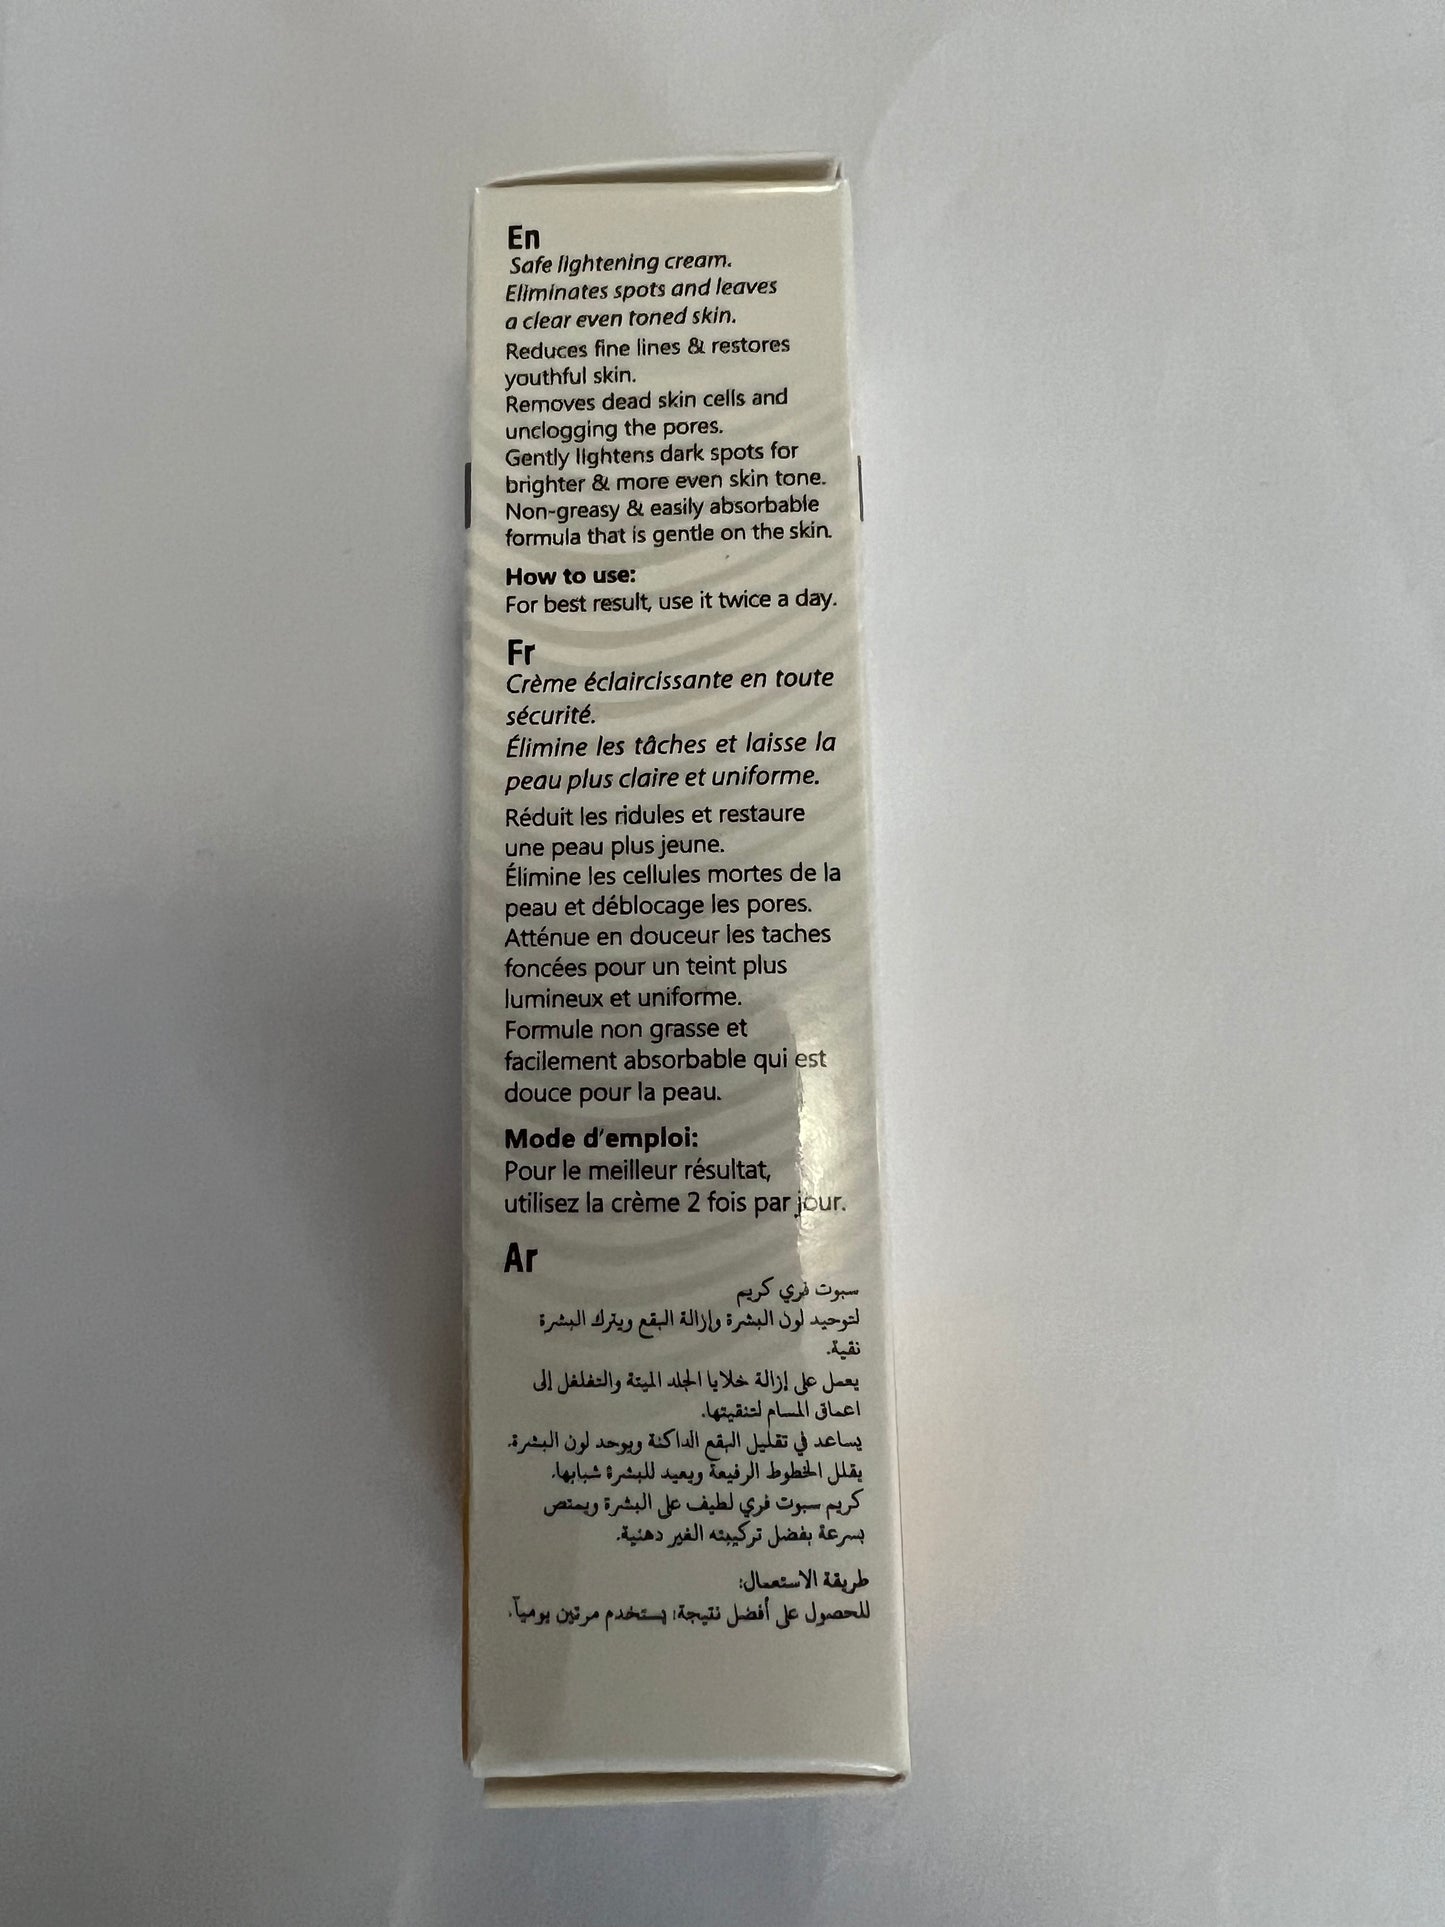 En
Safe lightening cream.
Eliminates spots and leaves
a clear even toned skin.
Reduces fine lines & restores
youthful skin.
Removes dead skin cells and
unclogging the pores.
Gently lightens dark spots for
brighter & more even skin tone.
Non-greasy & easily absorbable
formula that is gentle on the skin.
How to use:
For best result, use it twice a day.
Fr
Crème éclaircissante en toute
sécurité.
Élimine les tâches et laisse la
peau plus claire et uniforme.
Réduit les ridules et restaure
une peau plus jeune.
Élimine les cellules mortes de la
peau et déblocage les pores.
Atténue en douceur les taches
foncées pour un teint plus
lumineux et uniforme.
Formule non grasse et
facilement absorbable qui est
douce pour la peau.
Mode d'emploi:
Pour le meilleur résultat,
utilisez la crème 2 fois par jour.
Ar
سبوت فري كريم
لتوحيد لون البشرة وإزالة البقع ويترك البشرة
نقية.
يعمل على إزالة خلايا الجلد الميتة والتغلغل إلى
اعماق المسام لتنقيتها.
يساعد في تقليل البقع الداكنة ويوحد لون البشرة.
يقلل الخطوط الرفيعة ويعيد للبشرة شبابها.
كريم سبوت فري لطيف على البشرة ويمتص
بسرعة بفضل تركيبته الغير دهنية.
طريقة الاستعمال:
للحصول على أفضل نتيجة: يستخدم مرتين يومياً.